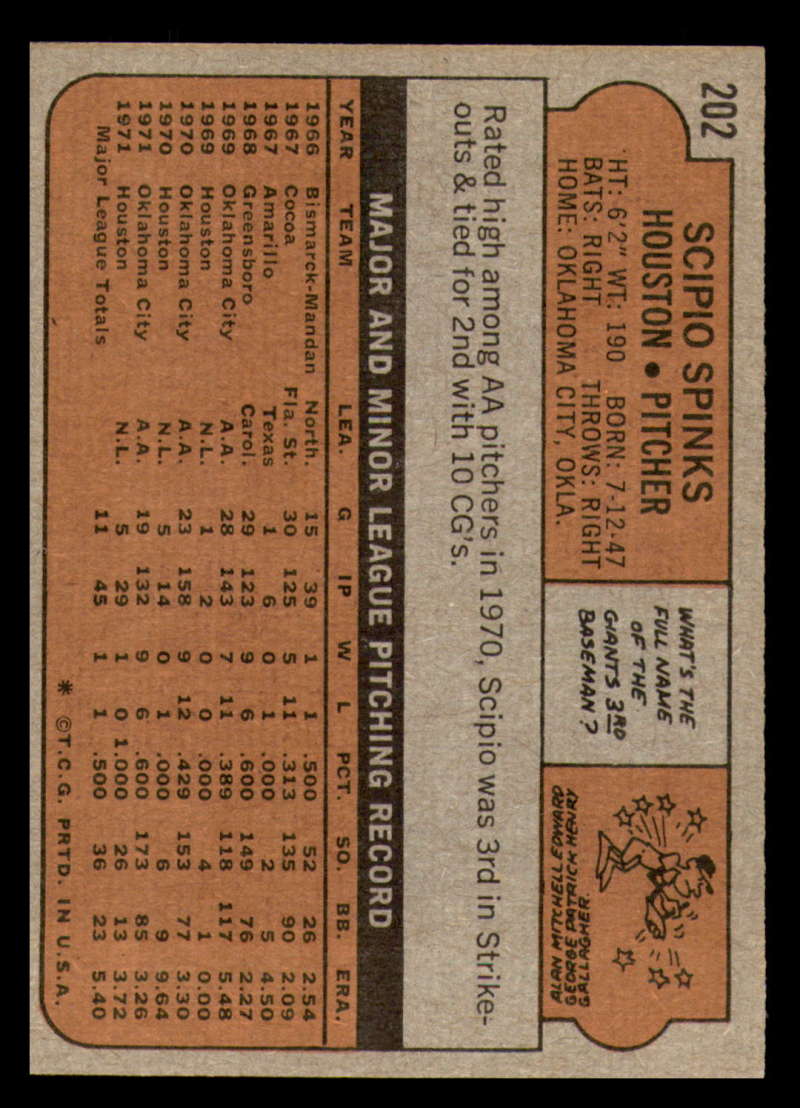 202
SCIPIO SPINKS
HOUSTON • PITCHER
HT: 6'2" WT: 190 BORN: 7-12-47
BATS: RIGHT THROWS: RIGHT
HOME: OKLAHOMA CITY, OKLA.
WHAT'S THE
FULL NAME
OF THE
GIANTS 3RD
BASEMAN?
ALAN MITCHELL EDWARD
GEORGE PATRICK HENRY
GALLAGHER.
Rated high among AA pitchers in 1970, Scipio was 3rd in Strike-
outs & tied for 2nd with 10 CG's.
MAJOR AND MINOR LEAGUE PITCHING RECORD
YEAR TEAM LEA. G IP W L PCT. SO. BB. ERA.
1966 Bismarck-Mandan North. 15 39 1 1 .500 52 26 2.54
1967 Cocoa Fla. St. 30 125 5 11 .313 135 90 2.09
1967 Amarillo Texas 1 6 0 1 .000 2 5 4.50
1968 Greensboro Carol. 29 123 9 6 .600 149 76 2.27
1969 Oklahoma City A.A. 28 143 7 11 .389 118 117 5.48
1969 Houston N.L. 1 2 0 0 .000 4 1 0.00
1970 Oklahoma City A.A. 23 158 9 12 .429 153 77 3.30
1970 Houston N.L. 5 14 0 1 .000 6 9 9.64
1971 Oklahoma City A.A. 19 132 9 6 .600 173 85 3.26
1971 Houston N.L. 5 29 1 0 1.000 26 13 3.72
Major League Totals 11 45 1 1 .500 36 23 5.40
* ©T.C.G. PRTD. IN U.S.A.